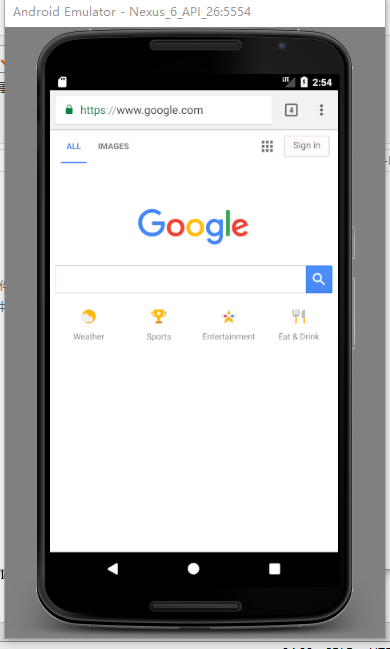 Android Emulator - Nexus_6_API_26:5554
LTE 2:54
https://www.google.com 4
ALL IMAGES Sign in
Google
Weather Sports Entertainment Eat & Drink